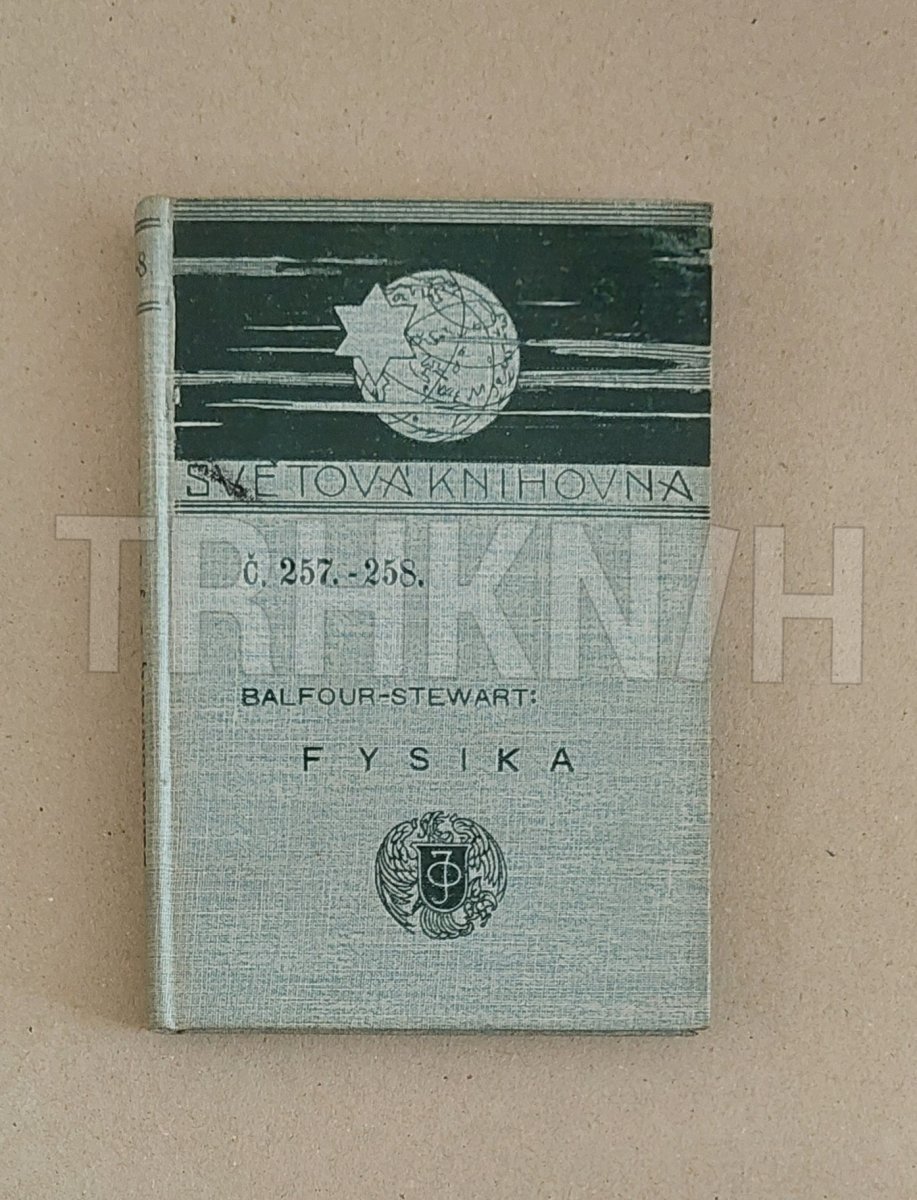 SVĚTOVÁ KNIHOVNA
Č. 257.-258.
BALFOUR-STEWART:
FYSIKA
TRHKNIH